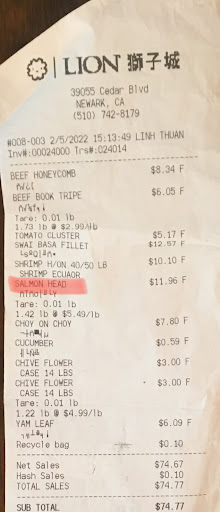 LION 獅子城
39055 Cedar Blvd
NEWARK, CA
(510) 742-8179
#008-003 2/5/2022 15:13:49 LINH THUAN
Inv#:00024000 Trs#:024014
BEEF HONEYCOMB $8.34 F
BEEF BOOK TRIPE $6.05 F
Tare: 0.01 lb
1.73 lb @ $2.99/lb
TOMATO CLUSTER $5.17 F
SWAI BASA FILLET $12.57 F
SHRIMP H/ON 40/50 LB $10.10 F
SHRIMP ECUAOR
SALMON HEAD $11.96 F
Tare: 0.01 lb
1.42 lb @ $5.49/lb
CHOY ON CHOY $7.80 F
CUCUMBER $0.59 F
CHIVE FLOWER $3.00 F
CASE 14 LBS
CHIVE FLOWER $3.00 F
CASE 14 LBS
Tare: 0.01 lb
1.22 lb @ $4.99/lb
YAM LEAF $6.09 F
Recycle bag $0.10
Net Sales $74.67
Hash Sales $0.10
TOTAL SALES $74.77
SUB TOTAL $74.77